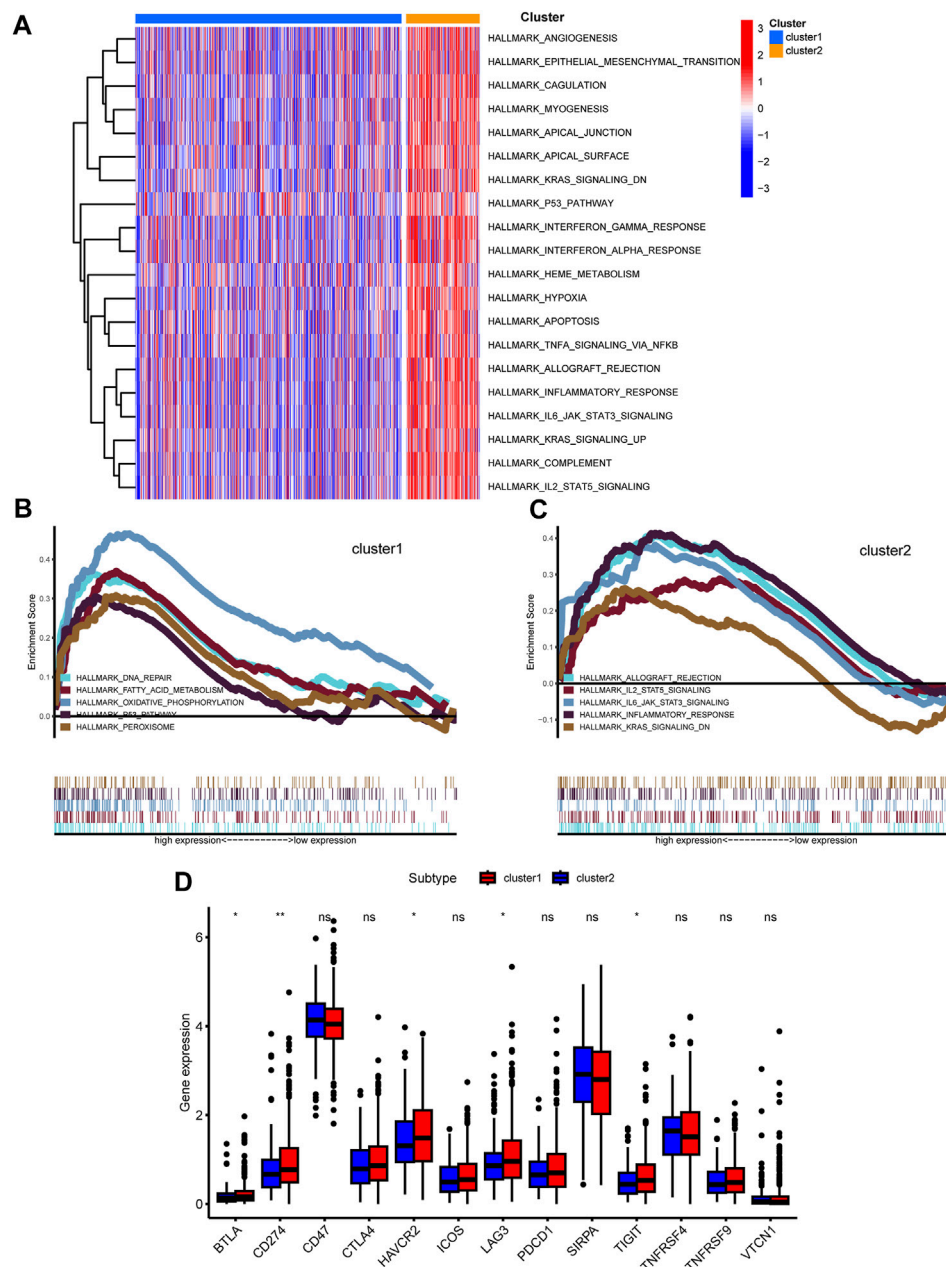 A
Cluster
HALLMARK_ANGIOGENESIS
HALLMARK_EPITHELIAL_MESENCHYMAL_TRANSITION
HALLMARK_CAGULATION
HALLMARK_MYOGENESIS
HALLMARK_APICAL_JUNCTION
HALLMARK_APICAL_SURFACE
HALLMARK_KRAS_SIGNALING_DN
HALLMARK_P53_PATHWAY
HALLMARK_INTERFERON_GAMMA_RESPONSE
HALLMARK_INTERFERON_ALPHA_RESPONSE
HALLMARK_HEME_METABOLISM
HALLMARK_HYPOXIA
HALLMARK_APOPTOSIS
HALLMARK_TNFA_SIGNALING_VIA_NFKB
HALLMARK_ALLOGRAFT_REJECTION
HALLMARK_INFLAMMATORY_RESPONSE
HALLMARK_IL6_JAK_STAT3_SIGNALING
HALLMARK_KRAS_SIGNALING_UP
HALLMARK_COMPLEMENT
HALLMARK_IL2_STAT5_SIGNALING
3
2
1
0
−1
−2
−3
Cluster
cluster1
cluster2
B
cluster1
Enrichment Score
0.4
0.3
0.2
0.1
0.0
HALLMARK_DNA_REPAIR
HALLMARK_FATTY_ACID_METABOLISM
HALLMARK_OXIDATIVE_PHOSPHORYLATION
HALLMARK_P53_PATHWAY
HALLMARK_PEROXISOME
high expression<------------>low expression
C
cluster2
Enrichment Score
0.4
0.3
0.2
0.1
0.0
−0.1
HALLMARK_ALLOGRAFT_REJECTION
HALLMARK_IL2_STAT5_SIGNALING
HALLMARK_IL6_JAK_STAT3_SIGNALING
HALLMARK_INFLAMMATORY_RESPONSE
HALLMARK_KRAS_SIGNALING_DN
high expression<------------>low expression
D
Subtype cluster1 cluster2
* ** ns ns * ns * ns ns * ns ns ns
Gene expression
6
4
2
0
BTLA
CD274
CD47
CTLA4
HAVCR2
ICOS
LAG3
PDCD1
SIRPA
TIGIT
TNFRSF4
TNFRSF9
VTCN1